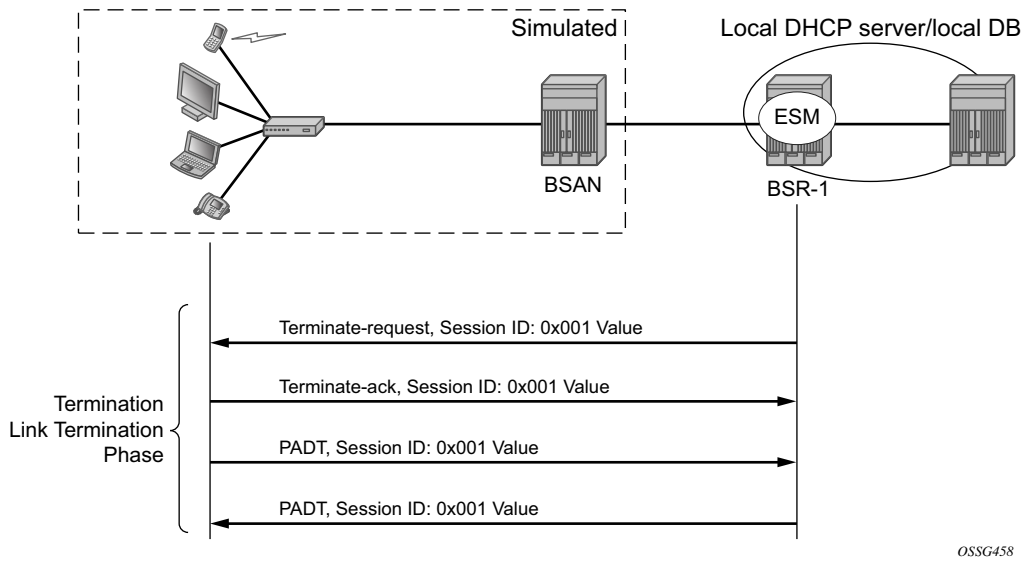 Simulated
Local DHCP server/local DB
ESM
BSAN
BSR-1
Terminate-request, Session ID: 0x001 Value
Terminate-ack, Session ID: 0x001 Value
Termination
Link Termination
Phase
PADT, Session ID: 0x001 Value
PADT, Session ID: 0x001 Value
OSSG458